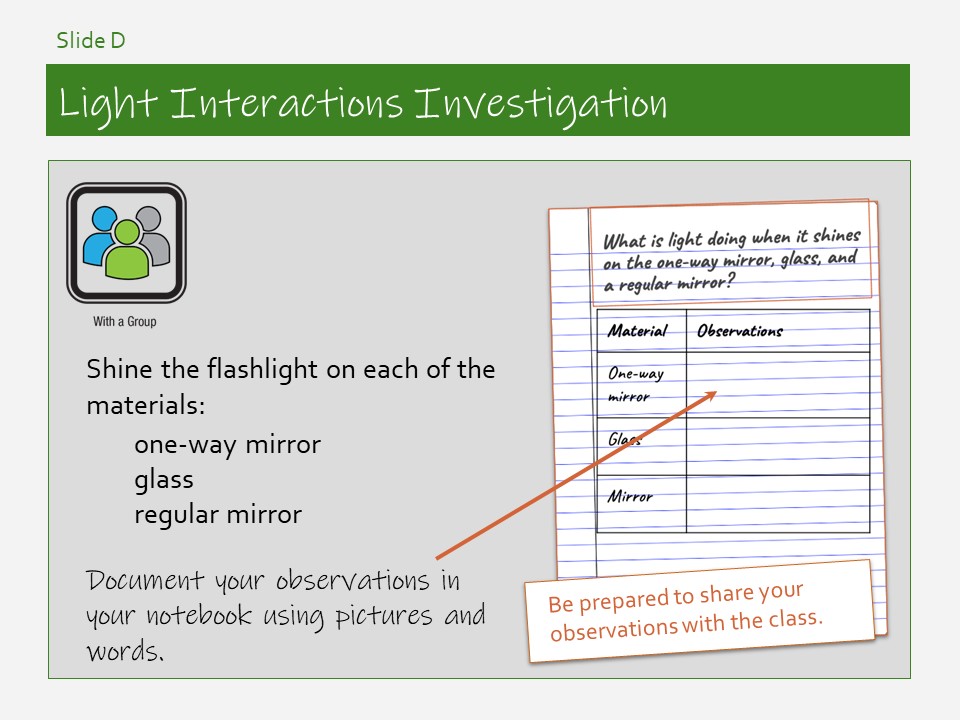 Slide D
Light Interactions Investigation
With a Group
Shine the flashlight on each of the
materials:
one-way mirror
glass
regular mirror
Document your observations in
your notebook using pictures and
words.
What is light doing when it shines
on the one-way mirror, glass, and
a regular mirror?
Material Observations
One-way
mirror
Glass
Mirror
Be prepared to share your
observations with the class.